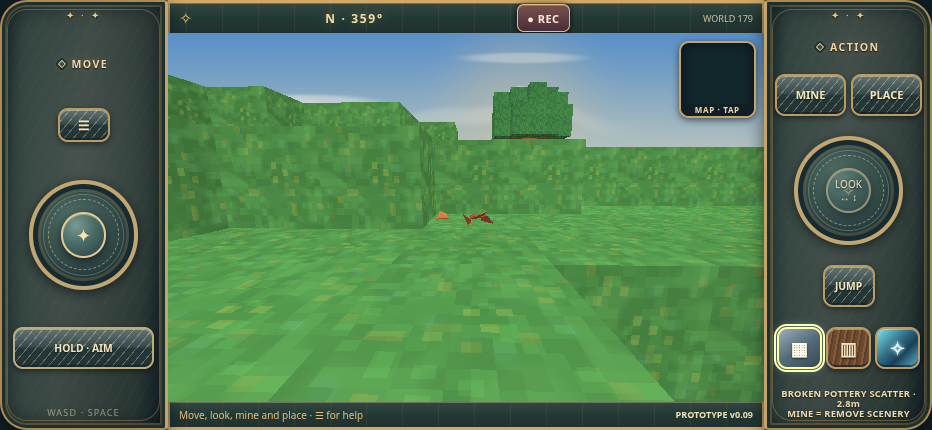 MOVE
☰
HOLD · AIM
WASD · SPACE
N · 359°
● REC
WORLD 179
MAP · TAP
Move, look, mine and place · ☰ for help
PROTOTYPE v0.09
ACTION
MINE
PLACE
LOOK
JUMP
BROKEN POTTERY SCATTER ·
2.8m
MINE = REMOVE SCENERY